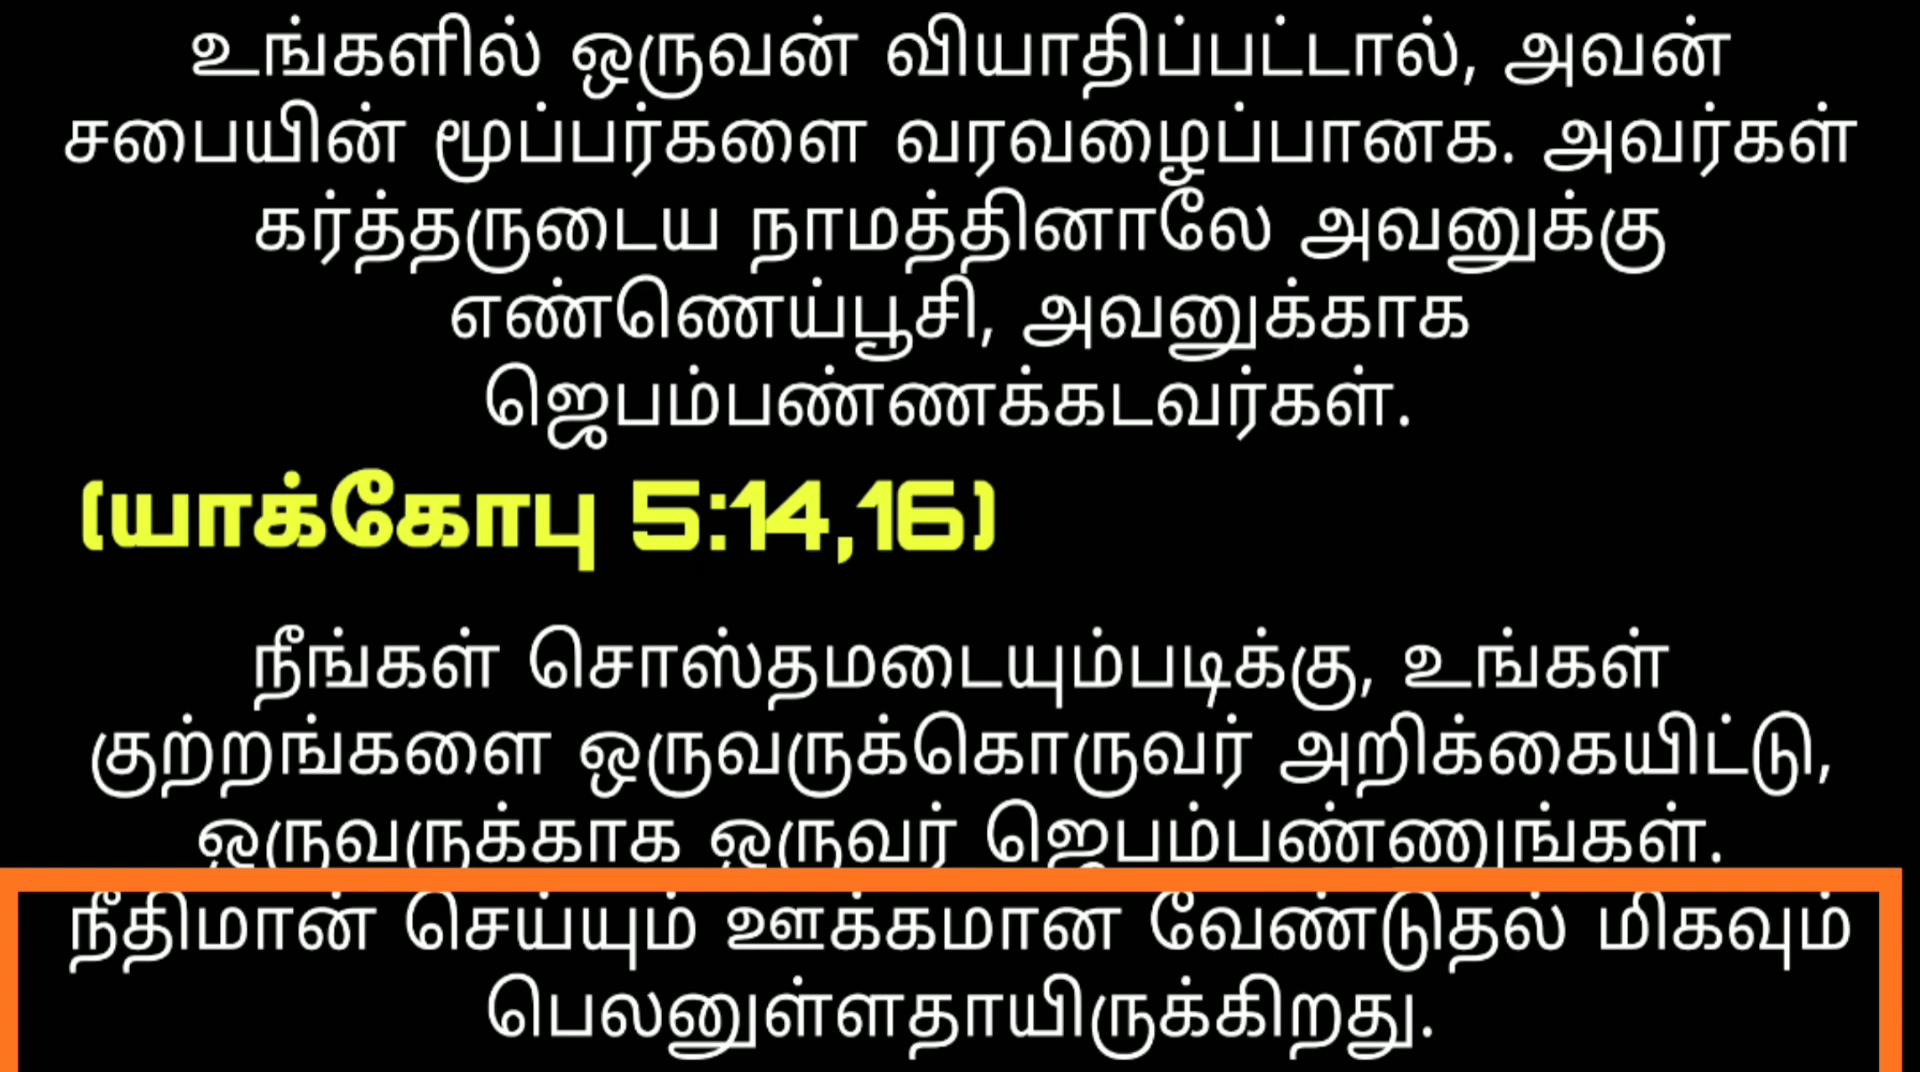 உங்களில் ஒருவன் வியாதிப்பட்டால், அவன்
சபையின் மூப்பர்களை வரவழைப்பானக. அவர்கள்
கர்த்தருடைய நாமத்தினாலே அவனுக்கு
எண்ணெய்பூசி, அவனுக்காக
ஜெபம்பண்ணக்கடவர்கள்.
(யாக்கோபு 5:14,16)
நீங்கள் சொஸ்தமடையும்படிக்கு, உங்கள்
குற்றங்களை ஒருவருக்கொருவர் அறிக்கையிட்டு,
ஒருவருக்காக ஒருவர் ஜெபம்பண்ணுங்கள்.
நீதிமான் செய்யும் ஊக்கமான வேண்டுதல் மிகவும்
பெலனுள்ளதாயிருக்கிறது.